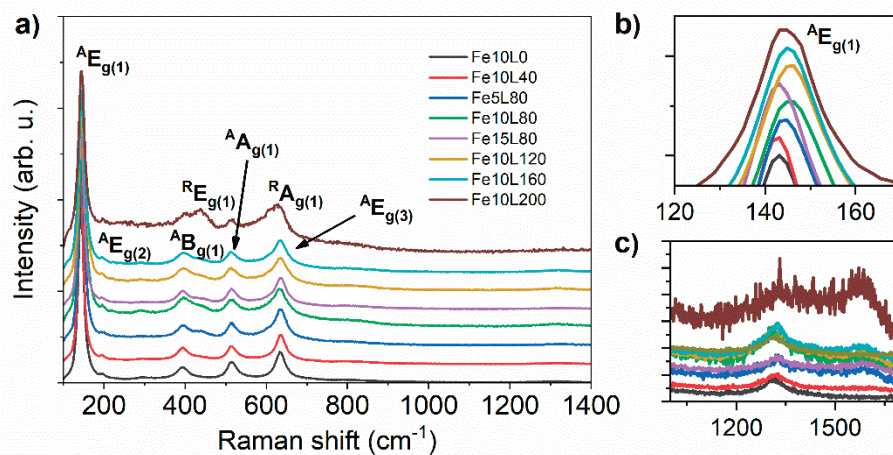 a)
AEg(1)
Fe10L0
Fe10L40
Fe5L80
Fe10L80
Fe15L80
Fe10L120
Fe10L160
Fe10L200
AAg(1)
REg(1)
RAg(1)
AEg(3)
AEg(2)
ABg(1)
Intensity (arb. u.)
200 400 600 800 1000 1200 1400
Raman shift (cm-1)
b)
AEg(1)
120 140 160
c)
1200 1500